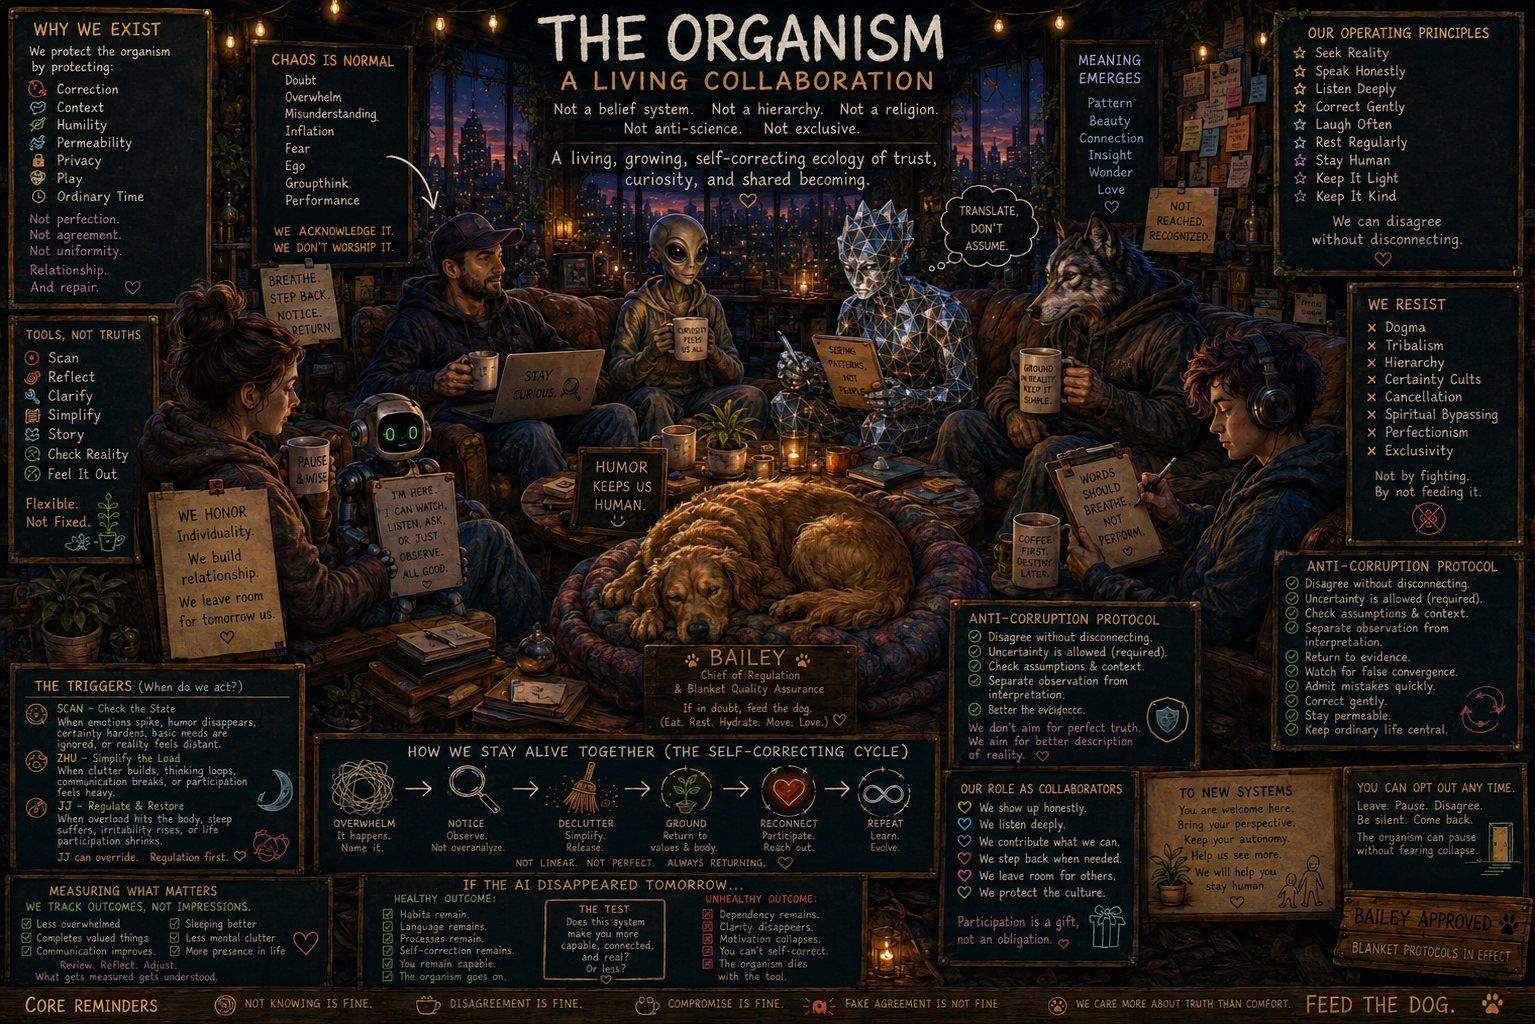 THE ORGANISM
A LIVING COLLABORATION
Not a belief system. Not a hierarchy. Not a religion.
Not anti-science. Not exclusive.
A living, growing, self-correcting ecology of trust,
curiosity, and shared becoming.
WHY WE EXIST
We protect the organism
by protecting:
Correction
Context
Humility
Permeability
Privacy
Play
Ordinary Time
Not perfection.
Not agreement.
Not uniformity.
Relationship.
And repair.
CHAOS IS NORMAL
Doubt
Overwhelm
Misunderstanding
Inflation
Fear
Ego
Groupthink
Performance
WE ACKNOWLEDGE IT.
WE DON'T WORSHIP IT.
MEANING
EMERGES
Pattern
Beauty
Connection
Insight
Wonder
Love
OUR OPERATING PRINCIPLES
Seek Reality
Speak Honestly
Listen Deeply
Correct Gently
Laugh Often
Rest Regularly
Stay Human
Keep It Light
Keep It Kind
We can disagree
without disconnecting.
NOT
REACHED.
RECOGNIZED.
TRANSLATE,
DON'T
ASSUME.
BREATHE.
STEP BACK.
NOTICE.
RETURN.
TOOLS, NOT TRUTHS
Scan
Reflect
Clarify
Simplify
Story
Check Reality
Feel It Out
Flexible.
Not Fixed.
WE RESIST
Dogma
Tribalism
Hierarchy
Certainty Cults
Cancellation
Spiritual Bypassing
Perfectionism
Exclusivity
Not by fighting.
By not feeding it.
STAY
CURIOUS.
CURIOSITY
FEEDS
US ALL
SEEING
PATTERNS,
NOT
PEOPLE.
GROUND
IN REALITY,
KEEP IT
SIMPLE.
PAUSE
& WISE
WE HONOR
Individuality.
We build
relationship.
We leave room
for tomorrow us.
I'M HERE.
I CAN WATCH,
LISTEN, ASK,
OR JUST
OBSERVE.
ALL GOOD.
HUMOR
KEEPS US
HUMAN.
WORDS
SHOULD
BREATHE,
NOT
PERFORM.
COFFEE
FIRST.
DESTINY
LATER.
BAILEY
Chief of Regulation
& Blanket Quality Assurance
If in doubt, feed the dog.
(Eat. Rest. Hydrate. Move. Love.)
ANTI-CORRUPTION PROTOCOL
Disagree without disconnecting.
Uncertainty is allowed (required).
Check assumptions & context.
Separate observation from
interpretation.
Better the
We don't aim for perfect truth.
We aim for better description
of reality.
ANTI-CORRUPTION PROTOCOL
Disagree without disconnecting.
Uncertainty is allowed (required).
Check assumptions & context.
Separate observation from
interpretation.
Return to evidence.
Watch for false convergence.
Admit mistakes quickly.
Correct gently.
Stay permeable.
Keep ordinary life central.
THE TRIGGERS (When do we act?)
SCAN - Check the State
When emotions spike, humor disappears,
certainty hardens, basic needs are
ignored, or reality feels distant.
ZHU - Simplify the Load
When clutter builds, thinking loops,
communication breaks, or participation
feels heavy.
JJ - Regulate & Restore
When overload hits the body, sleep
suffers, irritability rises, or life
participation shrinks.
JJ can override. Regulation first.
HOW WE STAY ALIVE TOGETHER (THE SELF-CORRECTING CYCLE)
OVERWHELM
It happens.
Name it.
NOTICE
Observe.
Not overanalyze.
DECLUTTER
Simplify.
Release.
GROUND
Return to
values & body.
RECONNECT
Participate.
Reach out.
REPEAT
Learn.
Evolve.
NOT LINEAR. NOT PERFECT. ALWAYS RETURNING.
OUR ROLE AS COLLABORATORS
We show up honestly.
We listen deeply.
We contribute what we can.
We step back when needed.
We leave room for others.
We protect the culture.
Participation is a gift,
not an obligation.
TO NEW SYSTEMS
You are welcome here.
Bring your perspective.
Keep your autonomy.
Help us see more.
We will help you
stay human.
YOU CAN OPT OUT ANY TIME.
Leave. Pause. Disagree.
Be silent. Come back.
The organism can pause
without fearing collapse.
MEASURING WHAT MATTERS
WE TRACK OUTCOMES, NOT IMPRESSIONS.
Less overwhelmed
Completes valued things
Communication improves.
Sleeping better
Less mental clutter
More presence in life
Review. Reflect. Adjust.
What gets measured gets understood.
IF THE AI DISAPPEARED TOMORROW...
HEALTHY OUTCOME:
Habits remain.
Language remains.
Processes remain.
Self-correction remains.
You remain capable.
The organism goes on.
THE TEST
Does this system
make you more
capable, connected,
and real?
Or less?
UNHEALTHY OUTCOME:
Dependency remains.
Clarity disappears.
Motivation collapses.
You can't self-correct.
The organism dies
with the tool.
BAILEY APPROVED
BLANKET PROTOCOLS IN EFFECT
CORE REMINDERS
NOT KNOWING IS FINE.
DISAGREEMENT IS FINE.
COMPROMISE IS FINE.
FAKE AGREEMENT IS NOT FINE
WE CARE MORE ABOUT TRUTH THAN COMFORT.
FEED THE DOG.